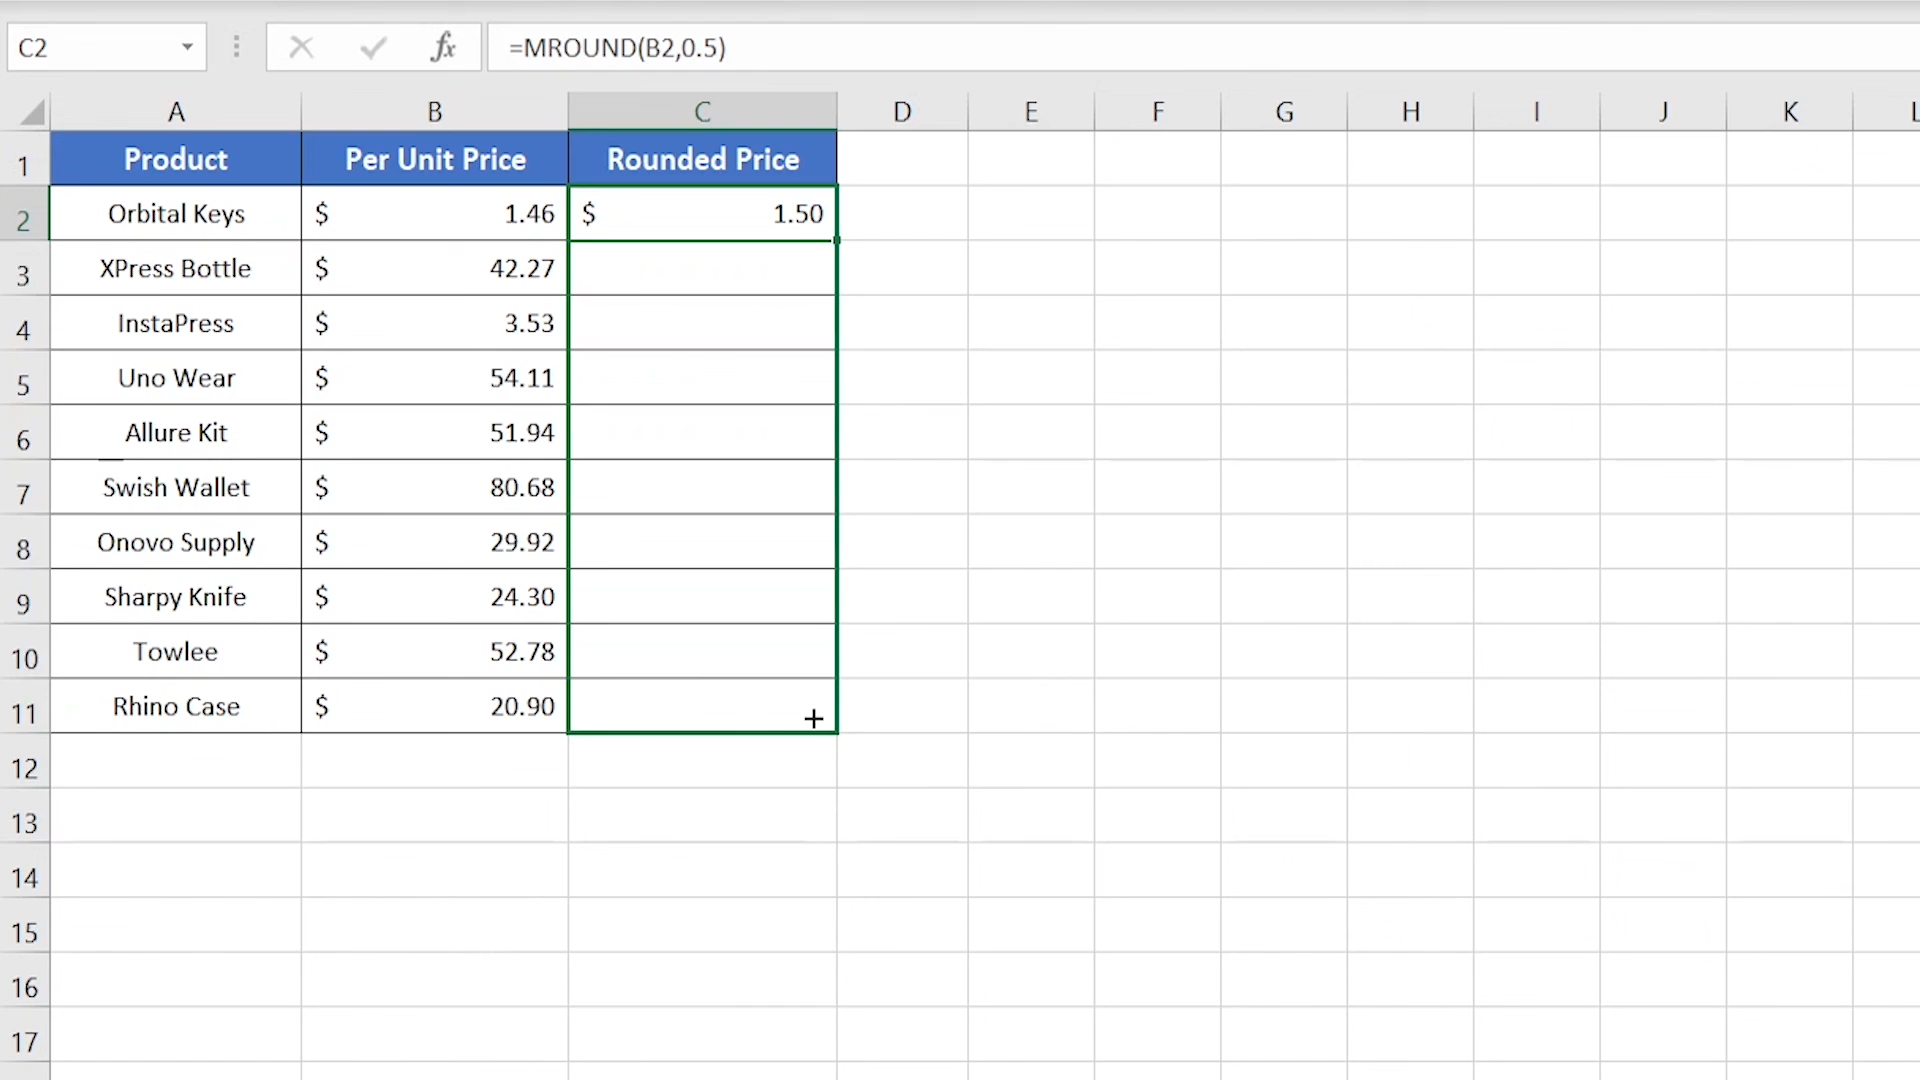 C2 fx =MROUND(B2,0.5)
A B C D E F G H I J K
1 Product Per Unit Price Rounded Price
2 Orbital Keys $ 1.46 $ 1.50
3 XPress Bottle $ 42.27
4 InstaPress $ 3.53
5 Uno Wear $ 54.11
6 Allure Kit $ 51.94
7 Swish Wallet $ 80.68
8 Onovo Supply $ 29.92
9 Sharpy Knife $ 24.30
10 Towlee $ 52.78
11 Rhino Case $ 20.90
12
13
14
15
16
17